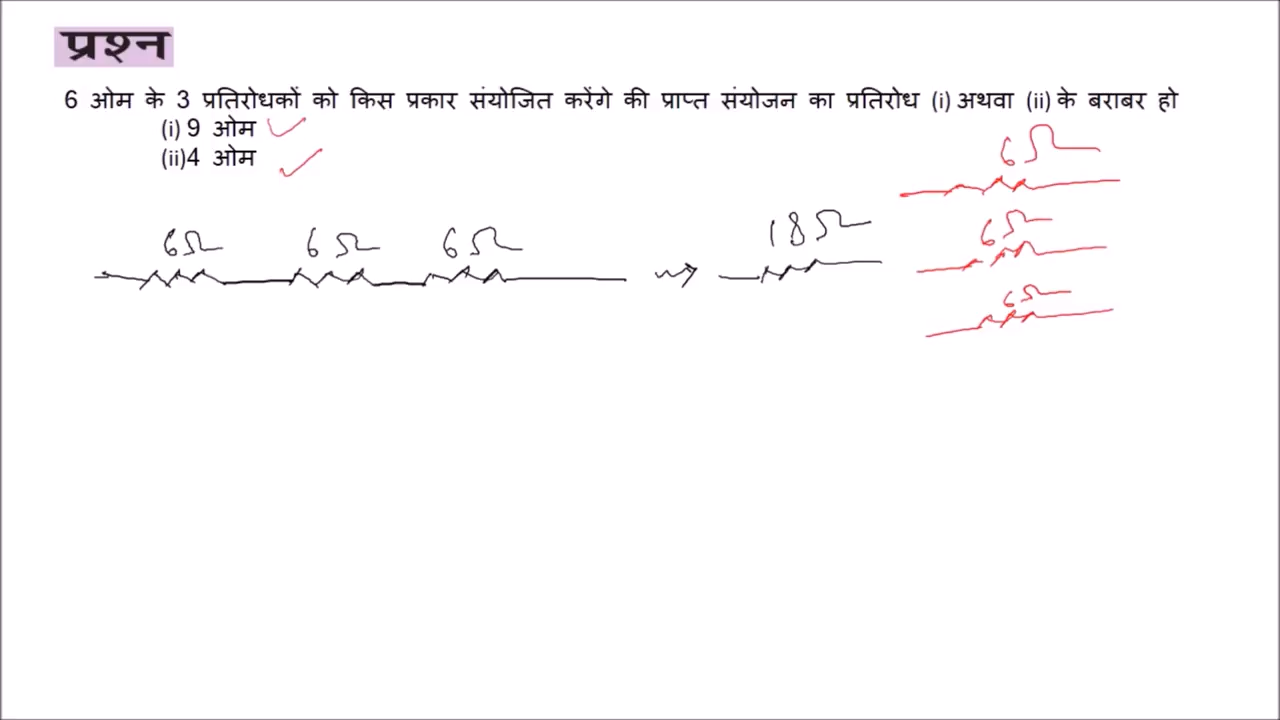 प्रश्न
6 ओम के 3 प्रतिरोधकों को किस प्रकार संयोजित करेंगे की प्राप्त संयोजन का प्रतिरोध (i) अथवा (ii) के बराबर हो
(i) 9 ओम
(ii)4 ओम
6Ω
6Ω 6Ω 6Ω 18Ω 6Ω
6Ω